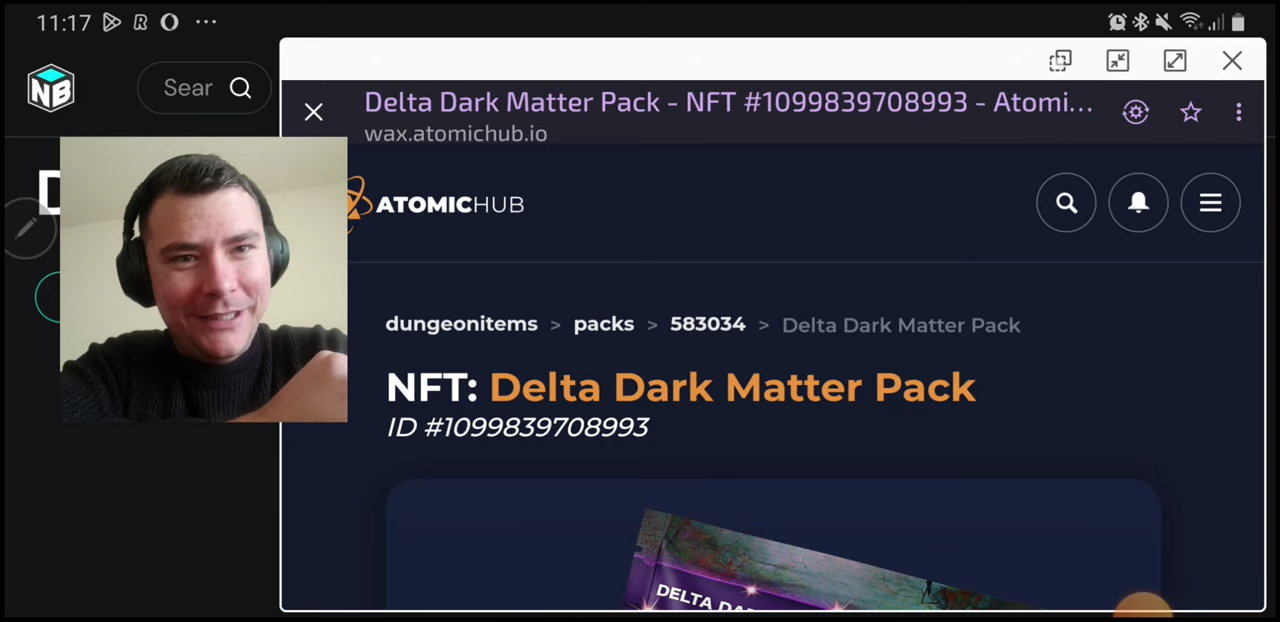 11:17
NB
Sear
D
Delta Dark Matter Pack - NFT #1099839708993 - Atomi...
wax.atomichub.io
ATOMICHUB
dungeonitems > packs > 583034 > Delta Dark Matter Pack
NFT: Delta Dark Matter Pack
ID #1099839708993
DELTA DA